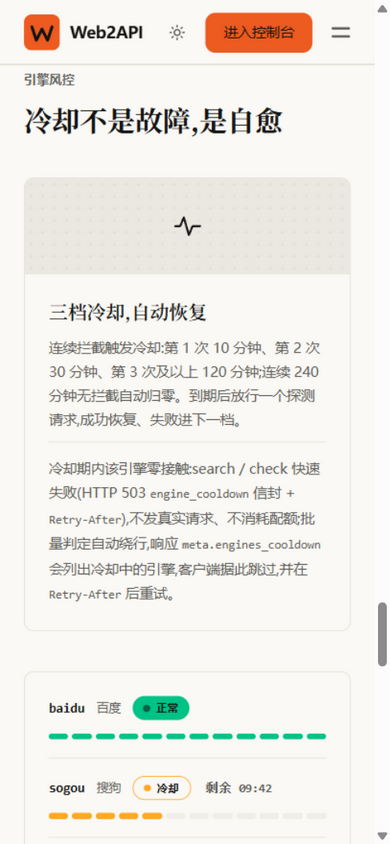 W Web2API 进入控制台
引擎风控
冷却不是故障,是自愈
三档冷却,自动恢复
连续拦截触发冷却:第 1 次 10 分钟、第 2 次
30 分钟、第 3 次及以上 120 分钟;连续 240
分钟无拦截自动归零。到期后放行一个探测
请求,成功恢复、失败进下一档。
冷却期内该引擎零接触:search / check 快速
失败(HTTP 503 engine_cooldown 信封 +
Retry-After),不发真实请求、不消耗配额;批
量判定自动绕行,响应 meta.engines_cooldown
会列出冷却中的引擎,客户端据此跳过,并在
Retry-After 后重试。
baidu 百度 正常
sogou 搜狗 冷却 剩余 09:42